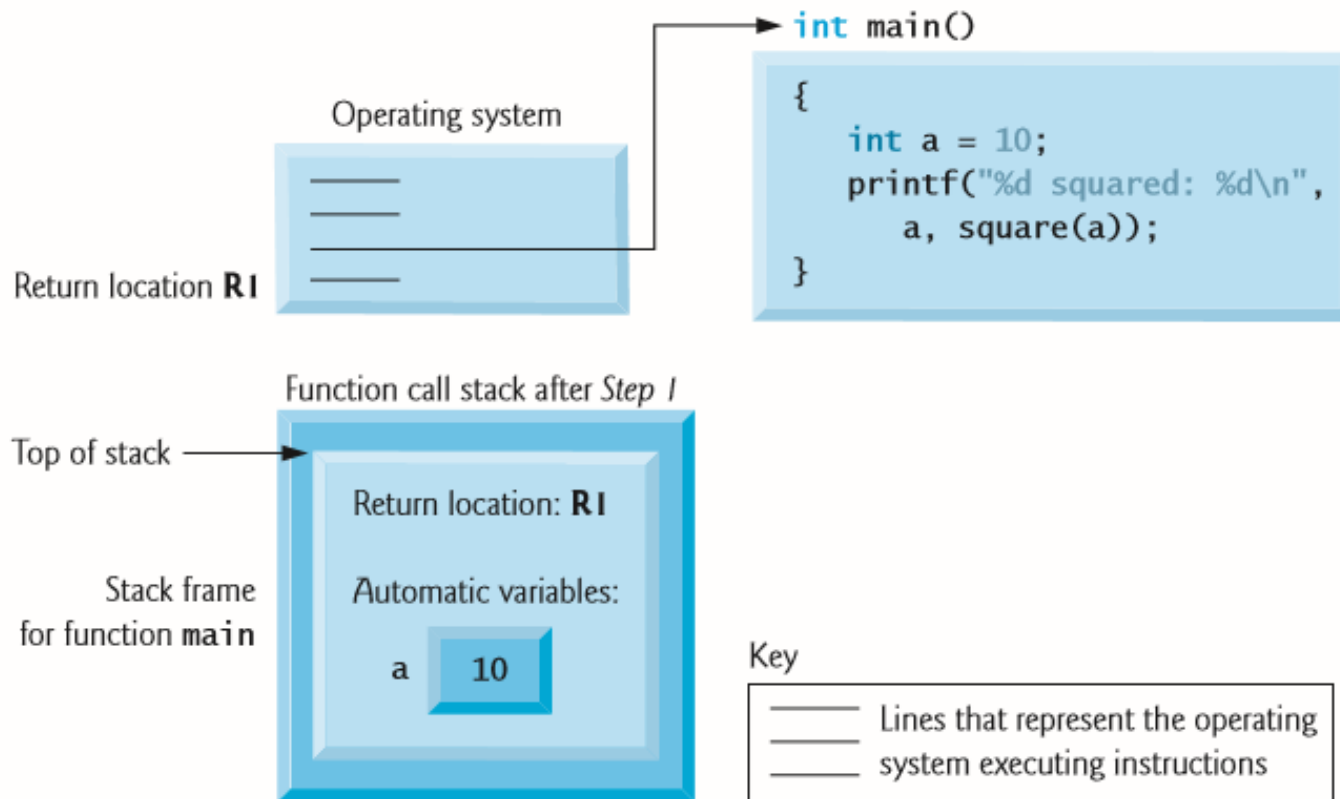 int main()
{
int a = 10;
printf("%d squared: %d\n",
a, square(a));
}
Operating system
Return location R1
Function call stack after Step 1
Top of stack
Return location: R1
Stack frame
for function main
Automatic variables:
a 10
Key
Lines that represent the operating
system executing instructions